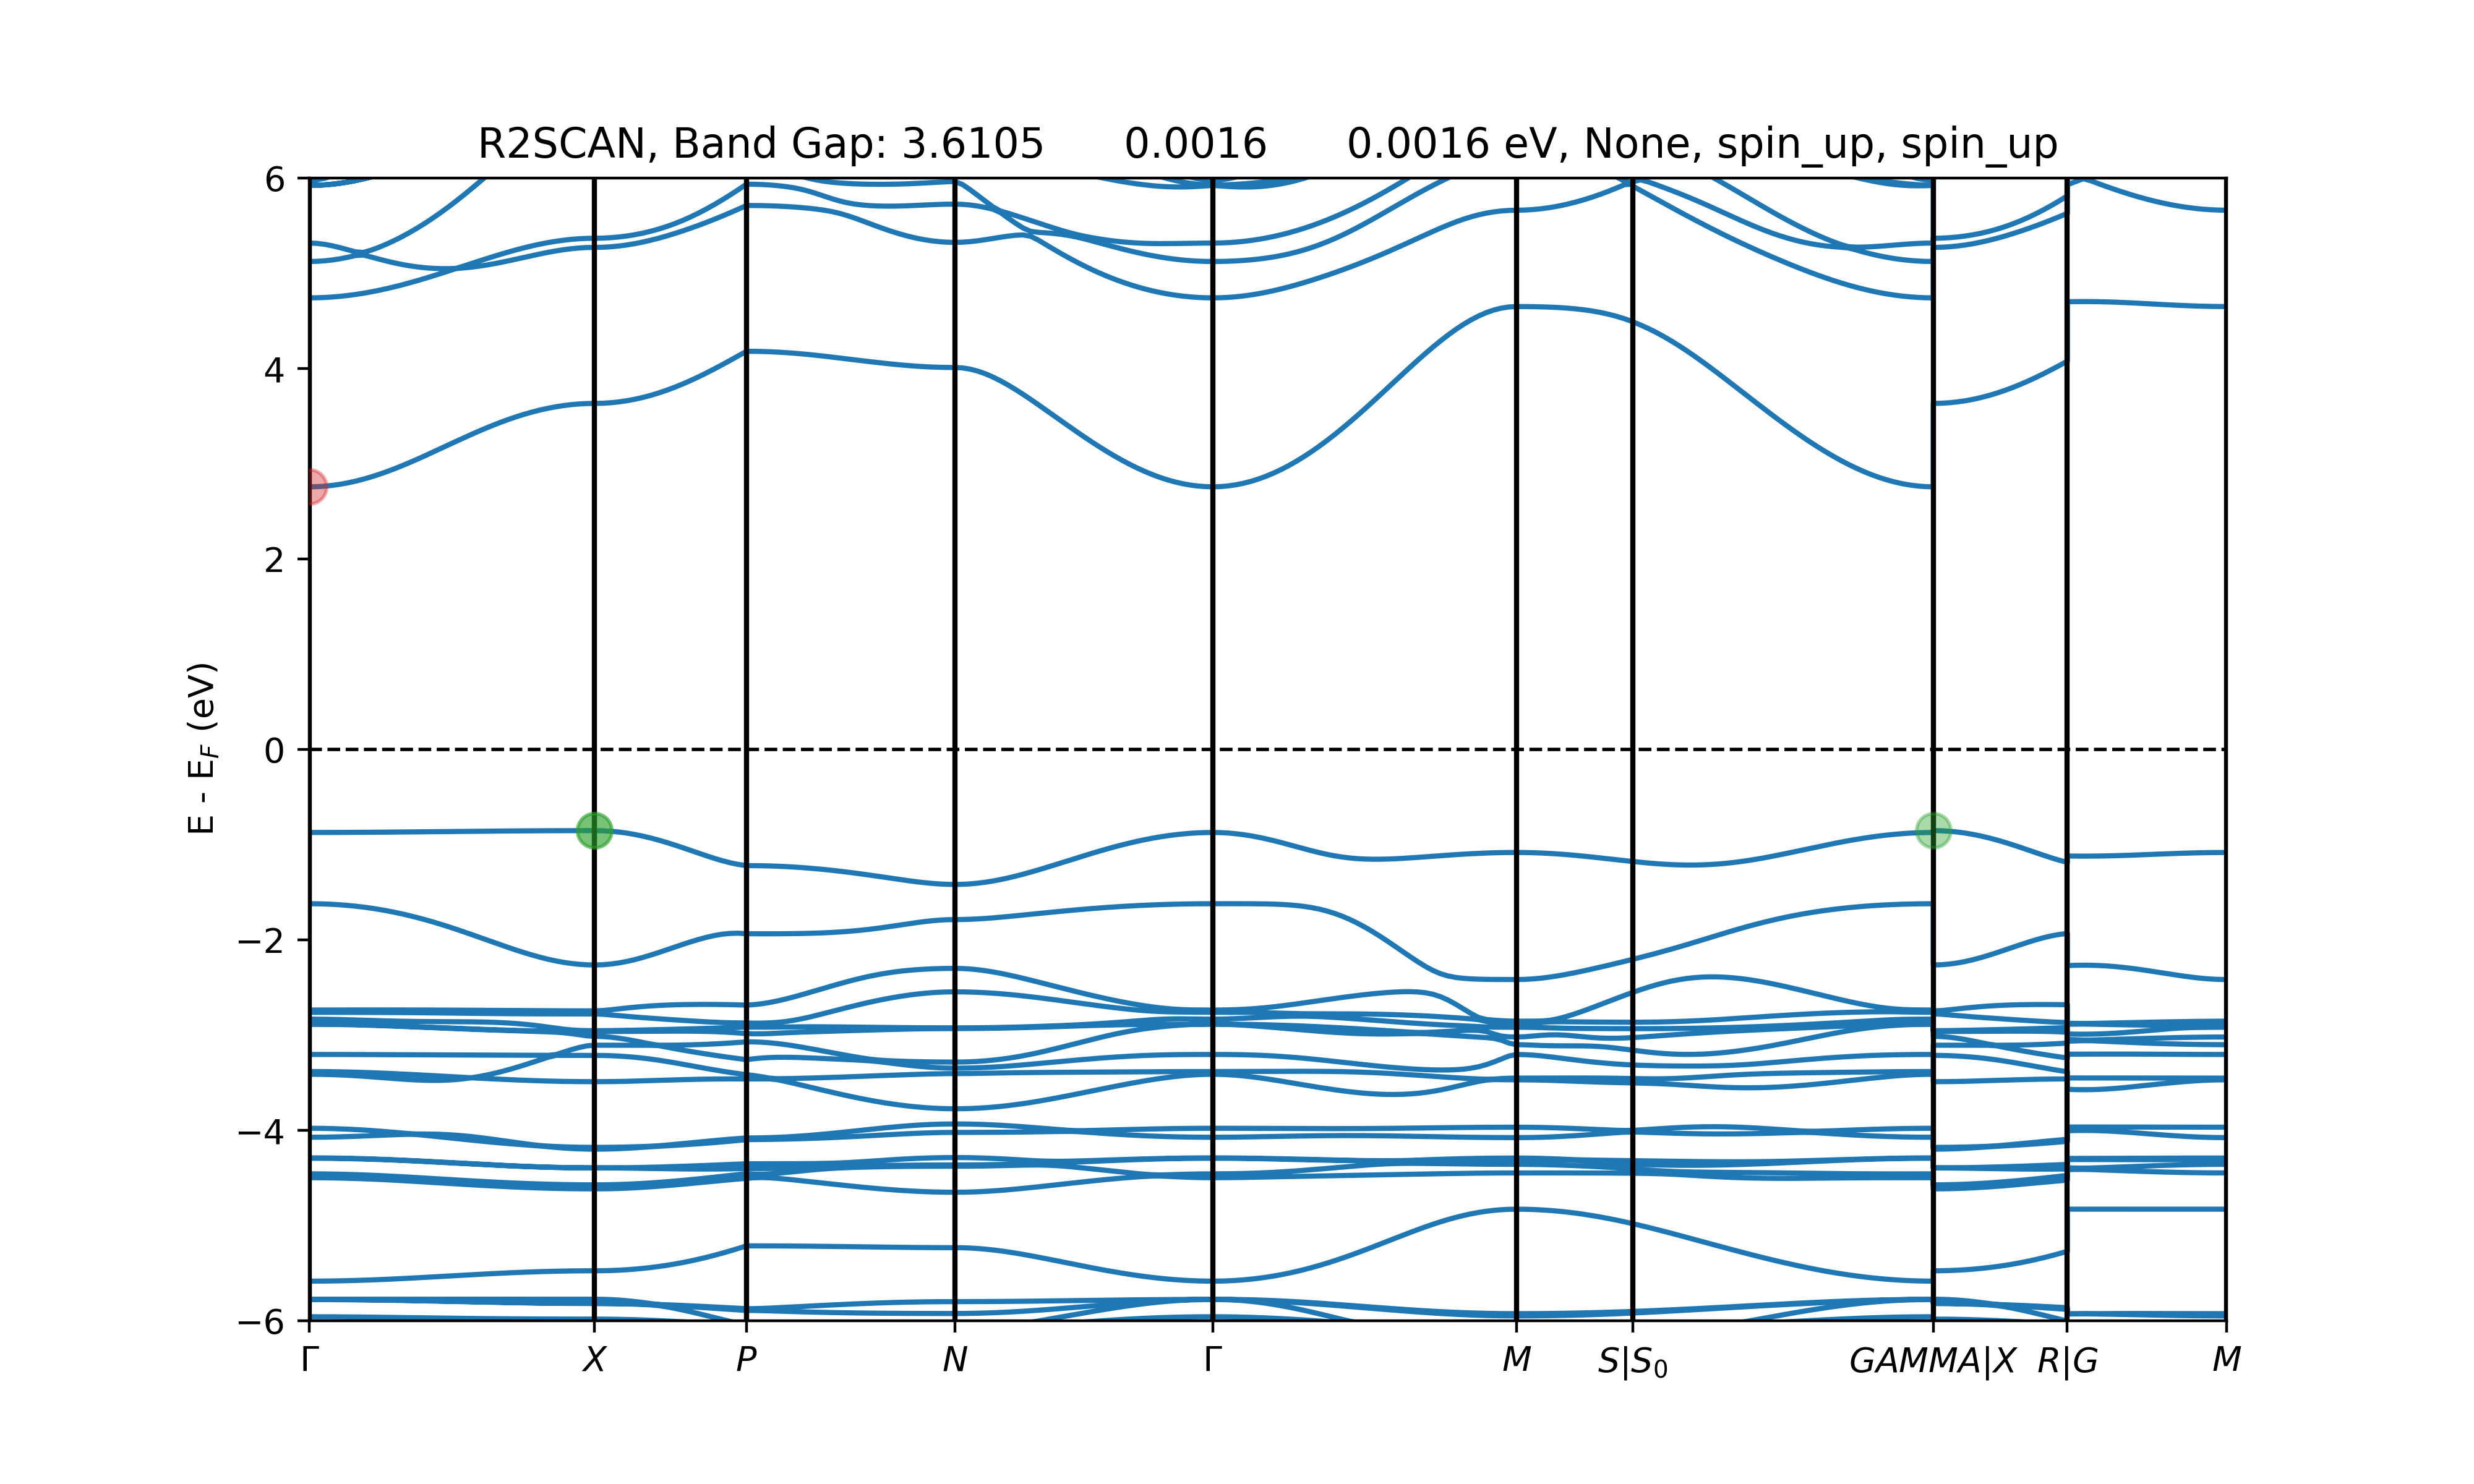 R2SCAN, Band Gap: 3.6105 0.0016 0.0016 eV, None, spin_up, spin_up
6
4
2
0
−2
−4
−6
E - E_F (eV)
Γ X P N Γ M S|S₀ GAMMA|X R|G M